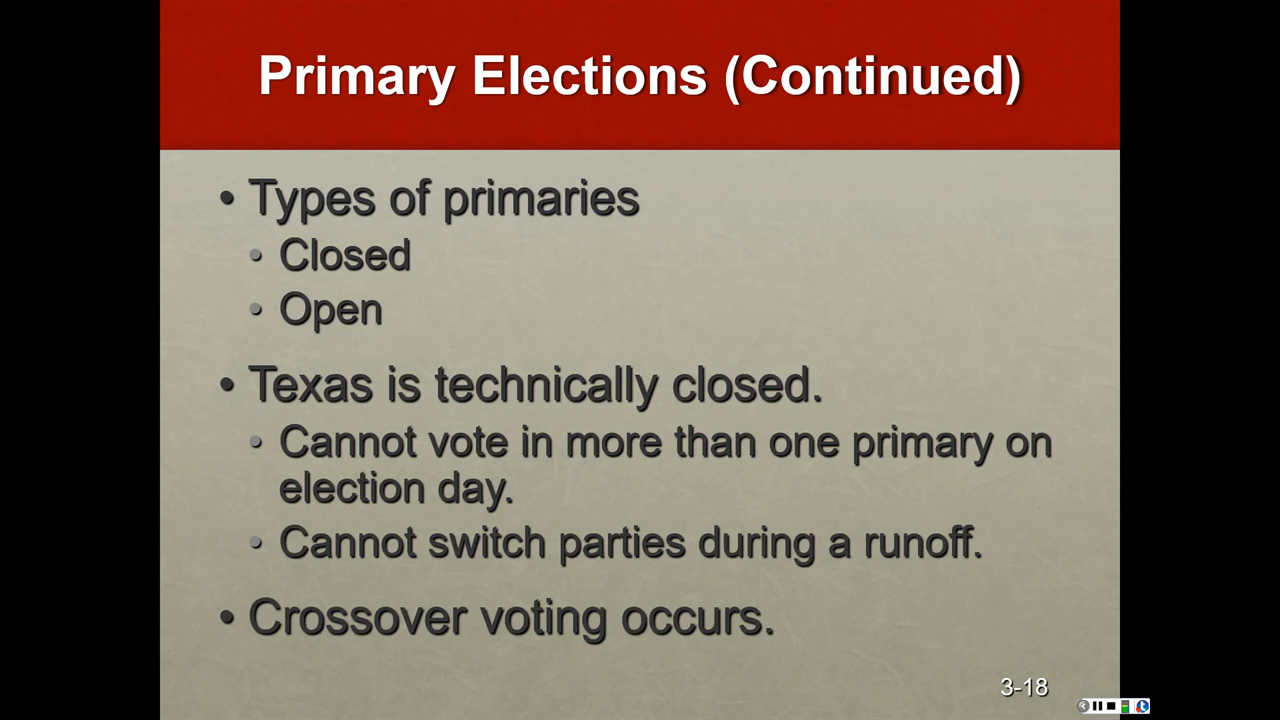 Primary Elections (Continued)
• Types of primaries
• Closed
• Open
• Texas is technically closed.
• Cannot vote in more than one primary on
election day.
• Cannot switch parties during a runoff.
• Crossover voting occurs.
3-18